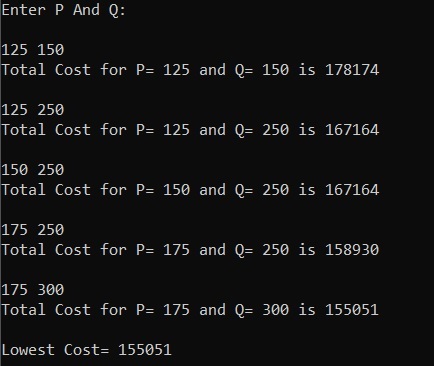 Enter P And Q:
125 150
Total Cost for P= 125 and Q= 150 is 178174
125 250
Total Cost for P= 125 and Q= 250 is 167164
150 250
Total Cost for P= 150 and Q= 250 is 167164
175 250
Total Cost for P= 175 and Q= 250 is 158930
175 300
Total Cost for P= 175 and Q= 300 is 155051
Lowest Cost= 155051